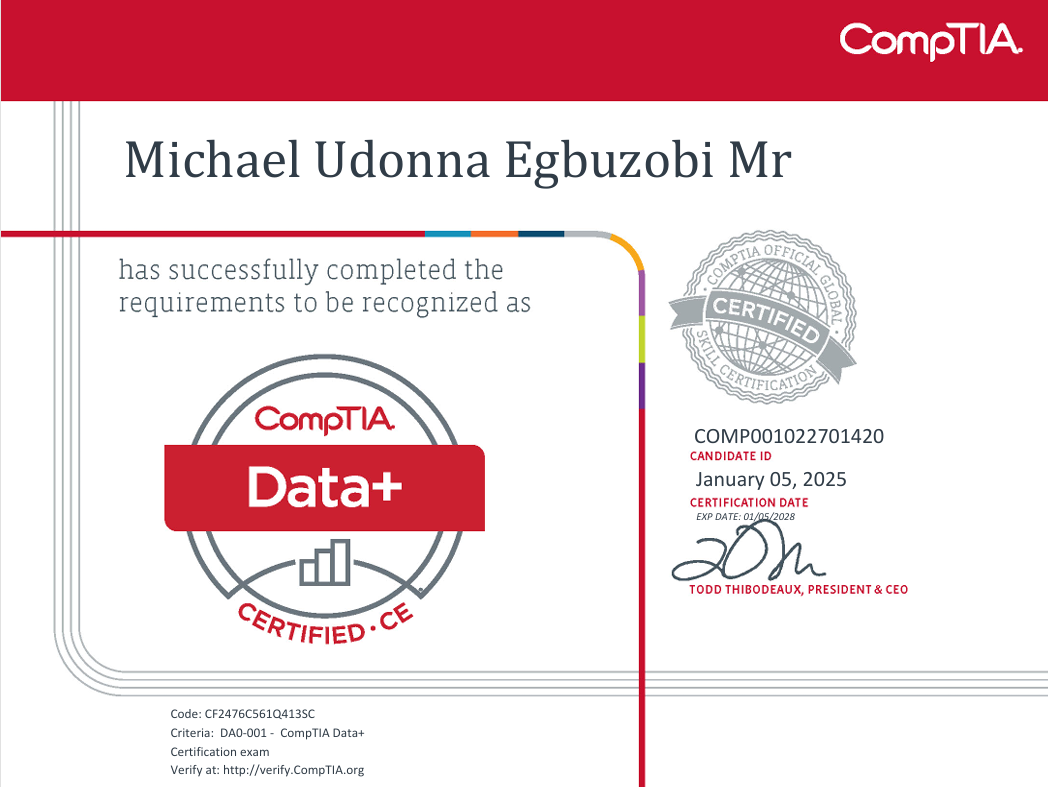 CompTIA.
Michael Udonna Egbuzobi Mr
has successfully completed the
requirements to be recognized as
CompTIA.
Data+
CERTIFIED · CE
COMPTIA OFFICIAL GLOBAL
CERTIFIED
SKILL CERTIFICATION
COMP001022701420
CANDIDATE ID
January 05, 2025
CERTIFICATION DATE
EXP DATE: 01/05/2028
TODD THIBODEAUX, PRESIDENT & CEO
Code: CF2476C561Q413SC
Criteria: DA0-001 - CompTIA Data+
Certification exam
Verify at: http://verify.CompTIA.org